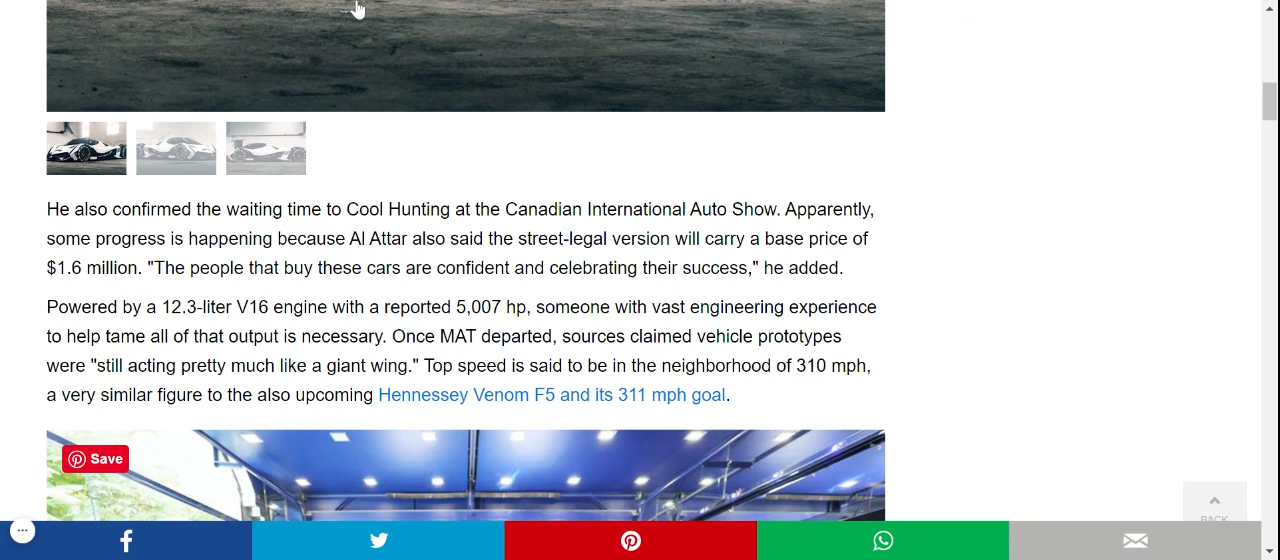 He also confirmed the waiting time to Cool Hunting at the Canadian International Auto Show. Apparently,
some progress is happening because Al Attar also said the street-legal version will carry a base price of
$1.6 million. "The people that buy these cars are confident and celebrating their success," he added.
Powered by a 12.3-liter V16 engine with a reported 5,007 hp, someone with vast engineering experience
to help tame all of that output is necessary. Once MAT departed, sources claimed vehicle prototypes
were "still acting pretty much like a giant wing." Top speed is said to be in the neighborhood of 310 mph,
a very similar figure to the also upcoming Hennessey Venom F5 and its 311 mph goal.
Save
BACK